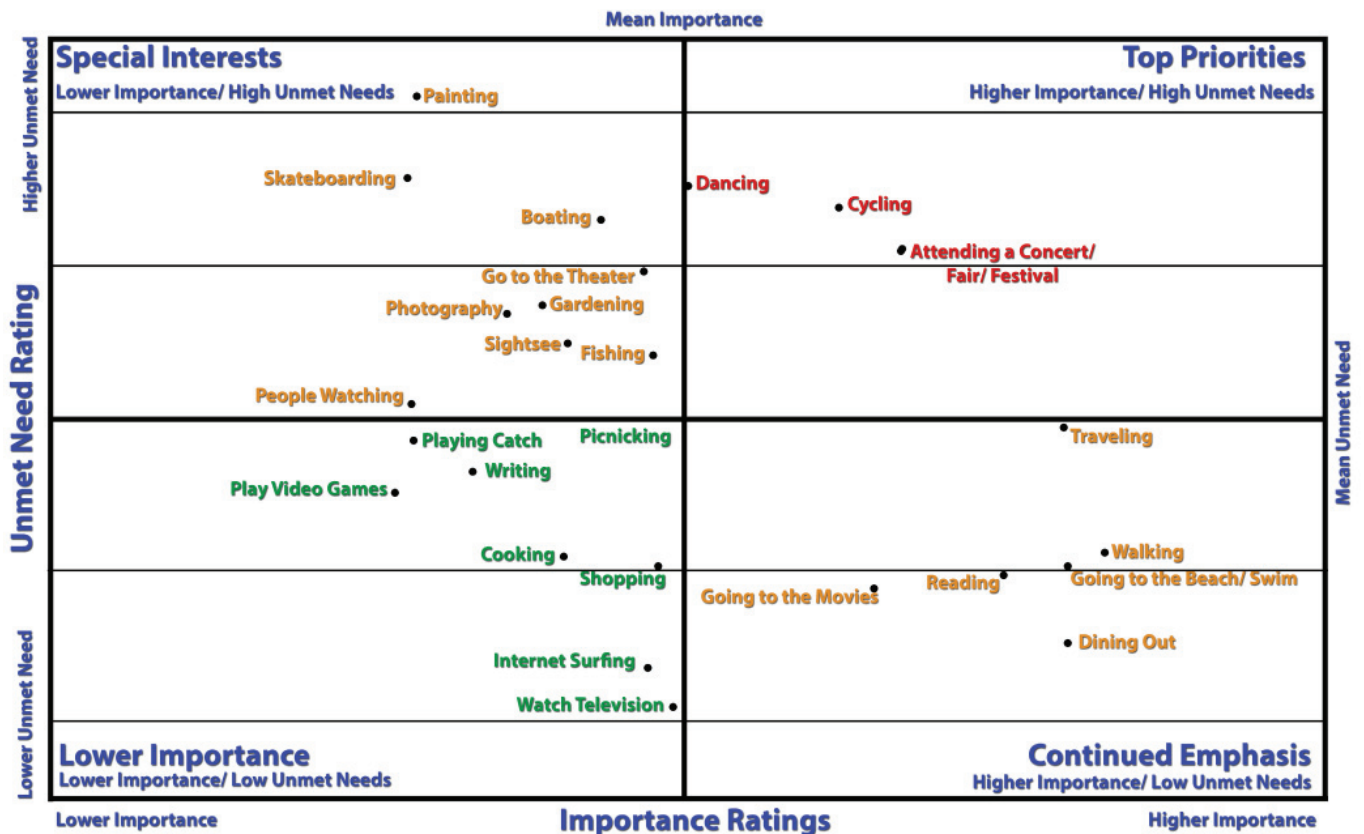 Mean Importance
Special Interests
Top Priorities
Lower Importance/ High Unmet Needs
Higher Importance/ High Unmet Needs
Painting
Skateboarding
Dancing
Cycling
Boating
Attending a Concert/
Fair/ Festival
Go to the Theater
Gardening
Photography
Sightsee
Fishing
People Watching
Higher Unmet Need
Unmet Need Rating
Lower Unmet Need
Mean Unmet Need
Playing Catch
Picnicking
Traveling
Writing
Play Video Games
Cooking
Walking
Shopping
Going to the Beach/ Swim
Reading
Going to the Movies
Dining Out
Internet Surfing
Watch Television
Lower Importance
Lower Importance/ Low Unmet Needs
Continued Emphasis
Higher Importance/ Low Unmet Needs
Lower Importance
Importance Ratings
Higher Importance